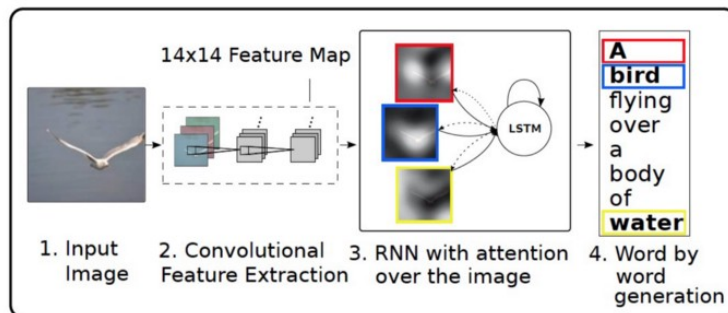 14x14 Feature Map
LSTM
A
bird
flying
over
a
body
of
water
1. Input
Image
2. Convolutional
Feature Extraction
3. RNN with attention
over the image
4. Word by
word
generation